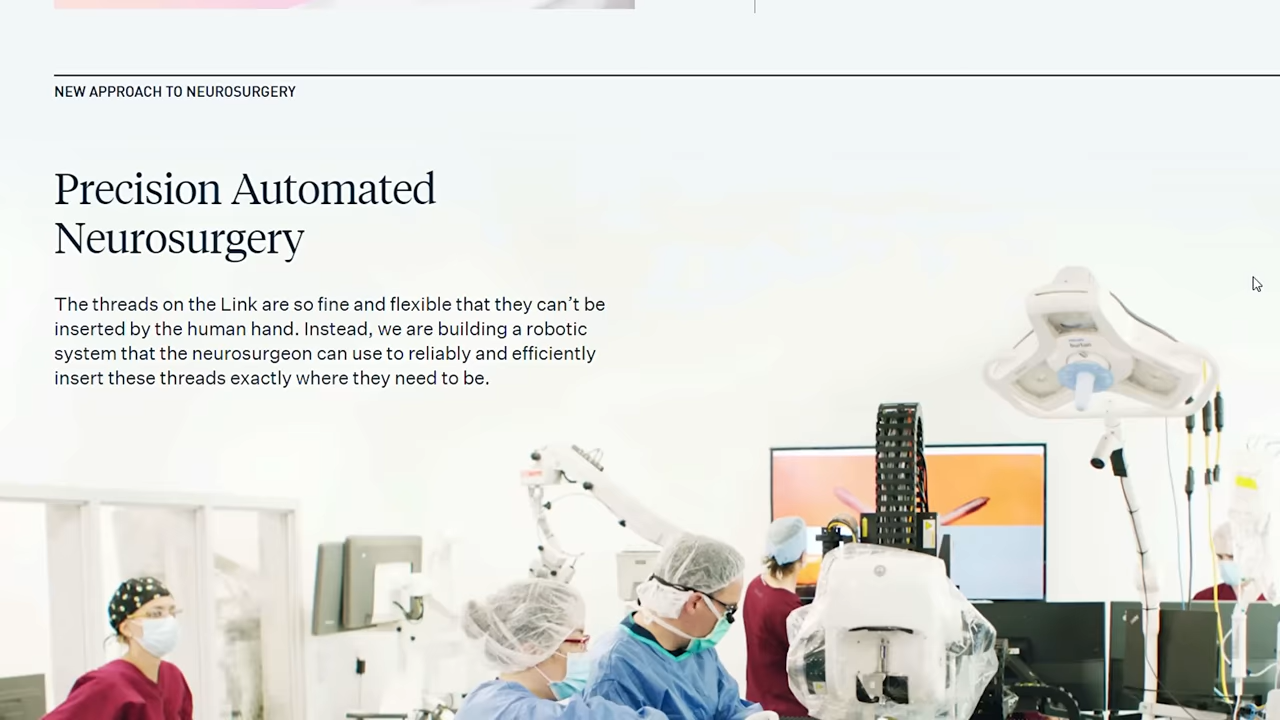 NEW APPROACH TO NEUROSURGERY
Precision Automated
Neurosurgery
The threads on the Link are so fine and flexible that they can’t be
inserted by the human hand. Instead, we are building a robotic
system that the neurosurgeon can use to reliably and efficiently
insert these threads exactly where they need to be.